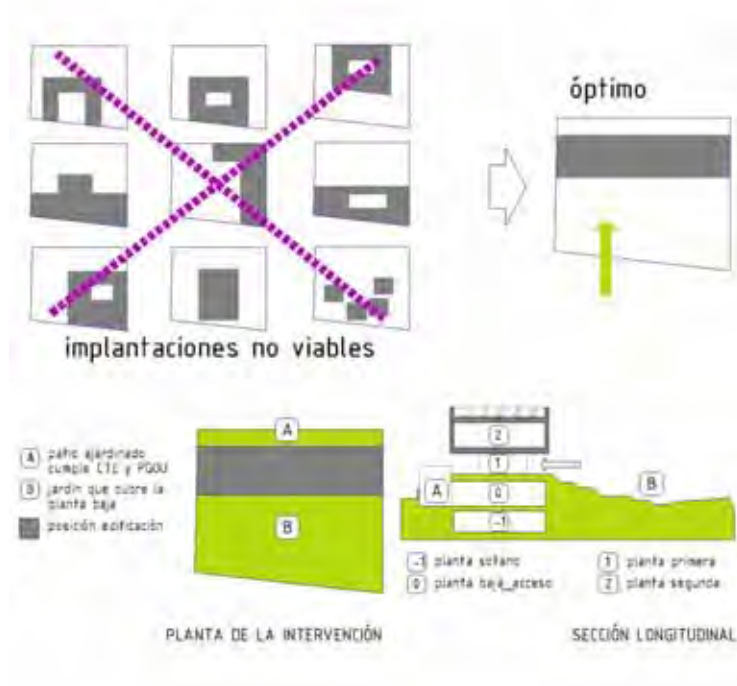 óptimo
implantaciones no viables
A
A patio ajardinado
cumple CTE y PGOU
B jardín que cubre la
planta baja
posición edificación
B
2
1
A
0
B
-1
-1 planta sótano
0 planta baja_acceso
1 planta primera
2 planta segunda
PLANTA DE LA INTERVENCIÓN
SECCIÓN LONGITUDINAL